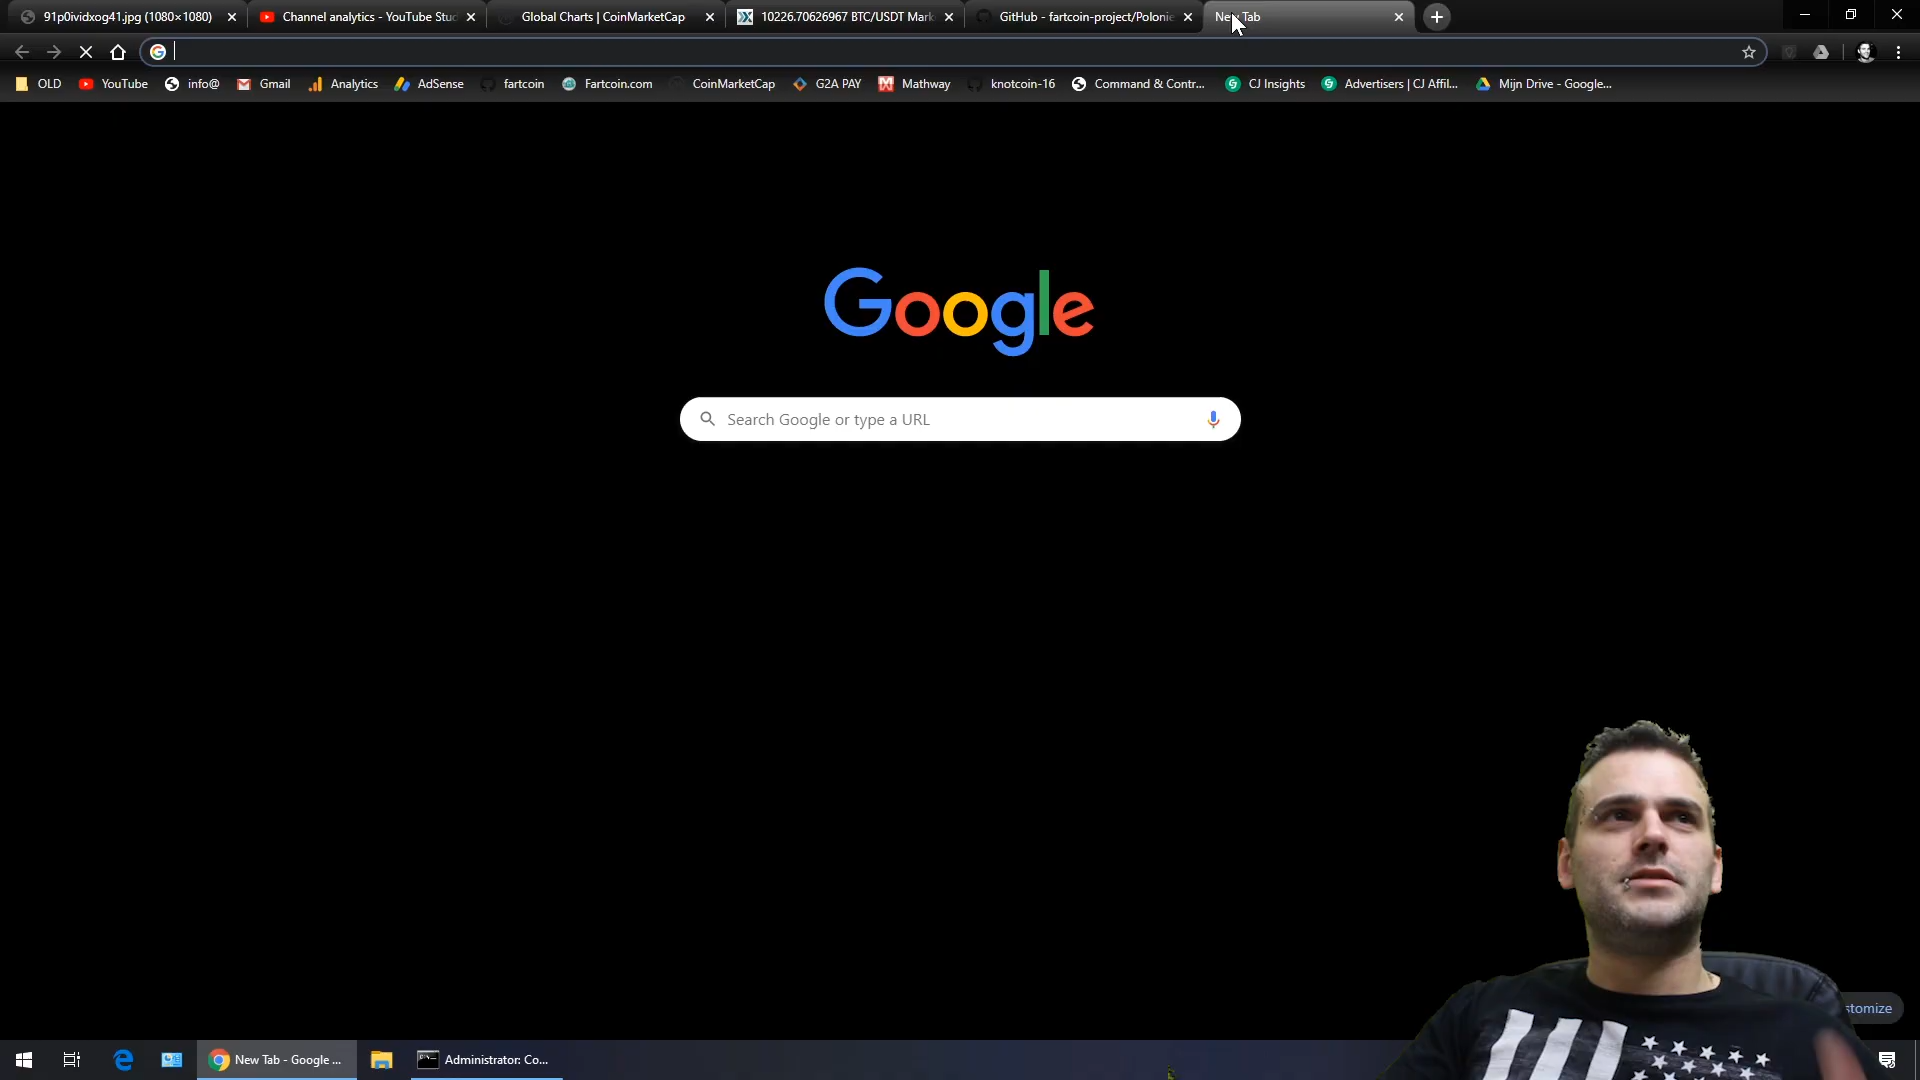 91p0ividxog41.jpg (1080×1080)
Channel analytics - YouTube Stu
Global Charts | CoinMarketCap
10226.70626967 BTC/USDT Mark
GitHub - fartcoin-project/Polonie
New Tab
OLD
YouTube
info@
Gmail
Analytics
AdSense
fartcoin
Fartcoin.com
CoinMarketCap
G2A PAY
Mathway
knotcoin-16
Command & Contr...
CJ Insights
Advertisers | CJ Affil...
Mijn Drive - Google...
Google
Search Google or type a URL
stomize
New Tab - Google ...
Administrator: Co...